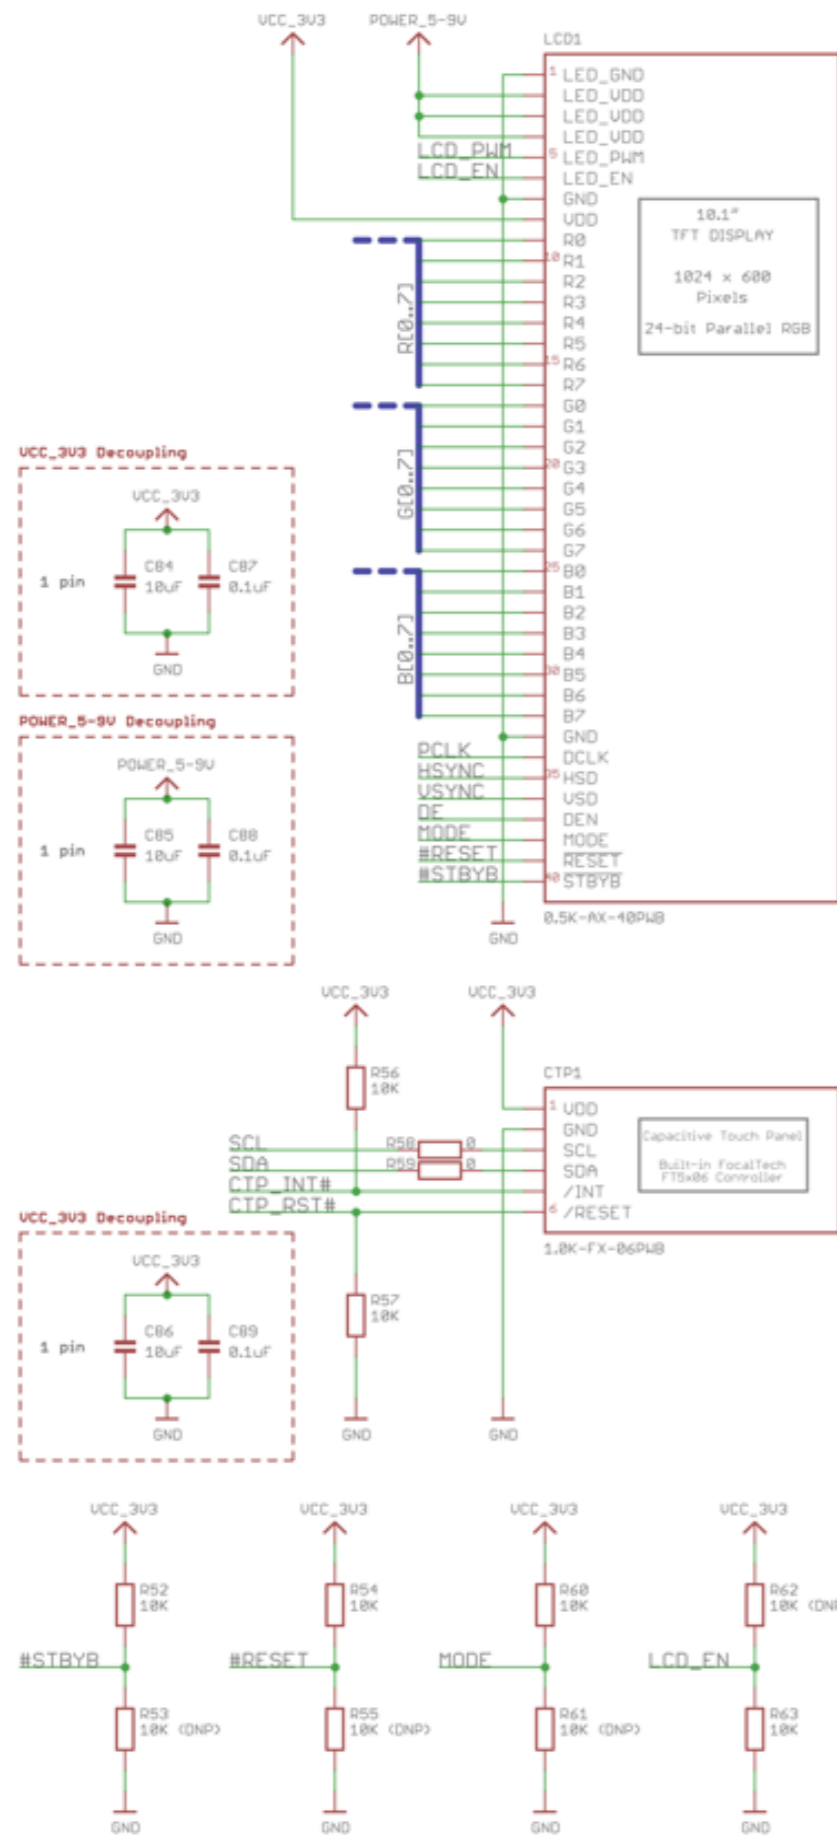 VCC_3V3
POWER_5-9V
LCD1
1 LED_GND
LED_VDD
LED_VDD
LED_VDD
LCD_PWM 5 LED_PWM
LCD_EN LED_EN
GND
VDD
R0
10 R1
R2
R3
R4
R5
15 R6
R7
R[0..7]
10.1"
TFT DISPLAY
1024 x 600
Pixels
24-bit Parallel RGB
G0
G1
G2
20 G3
G4
G5
G6
G7
G[0..7]
25 B0
B1
B2
B3
B4
30 B5
B6
B7
B[0..7]
GND
PCLK DCLK
HSYNC 35 HSD
VSYNC VSD
DE DEN
MODE MODE
#RESET RESET
#STBYB 40 STBYB
GND
0.5K-AX-40PWB
VCC_3V3 Decoupling
VCC_3V3
1 pin
C84
10uF
C87
0.1uF
GND
POWER_5-9V Decoupling
POWER_5-9V
1 pin
C85
10uF
C88
0.1uF
GND
VCC_3V3
VCC_3V3
R56
10K
CTP1
1 VDD
GND
SCL R58 0 SCL
SDA R59 0 SDA
CTP_INT# /INT
CTP_RST# 6 /RESET
Capacitive Touch Panel
Built-in FocalTech
FT5x06 Controller
1.0K-FX-06PWB
R57
10K
GND
GND
VCC_3V3 Decoupling
VCC_3V3
1 pin
C86
10uF
C89
0.1uF
GND
VCC_3V3
R52
10K
#STBYB
R53
10K (DNP)
GND
VCC_3V3
R54
10K
#RESET
R55
10K (DNP)
GND
VCC_3V3
R60
10K
MODE
R61
10K (DNP)
GND
VCC_3V3
R62
10K (DNP
LCD_EN
R63
10K
GND